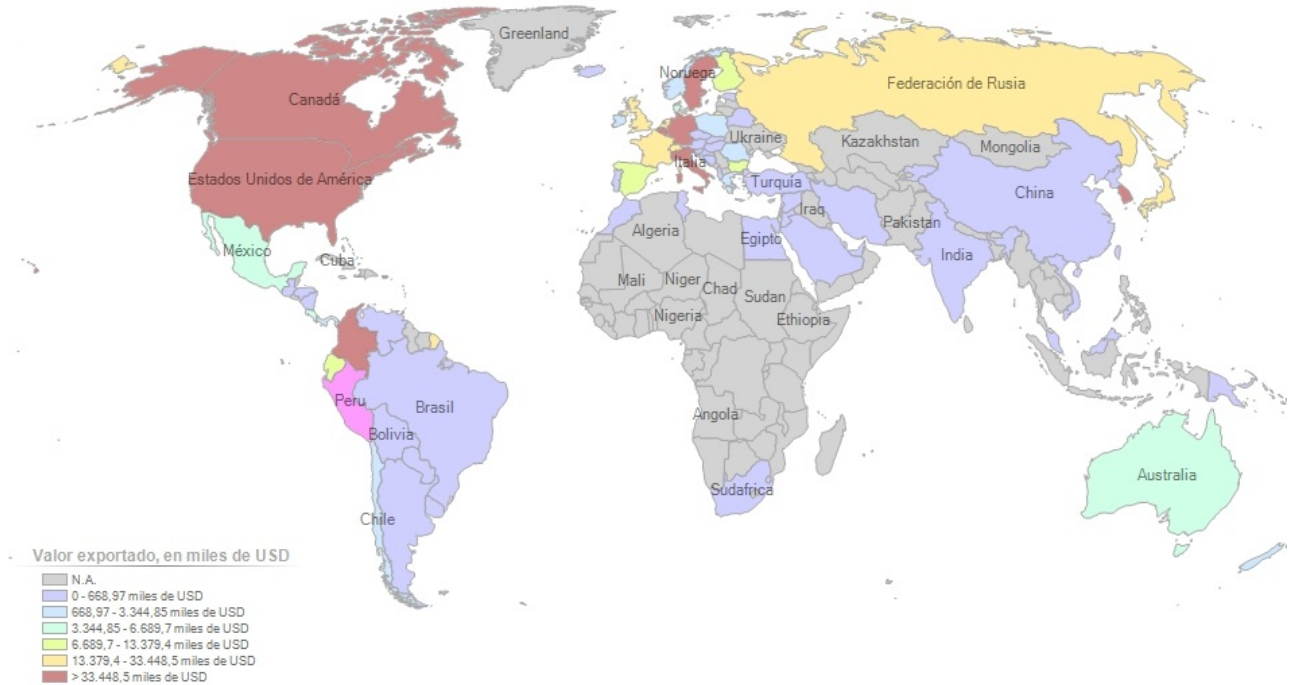 Greenland
Noruega
Federación de Rusia
Canadá
Ukraine
Kazakhstan
Mongolia
Italia
Estados Unidos de América
Turquía
China
Iraq
Pakistan
Algeria
Egipto
India
México
Cuba
Mali
Niger
Chad
Sudan
Nigeria
Ethiopia
Peru
Brasil
Angola
Bolivia
Australia
Sudafrica
Chile
Valor exportado, en miles de USD
N.A.
0 - 668,97 miles de USD
668,97 - 3.344,85 miles de USD
3.344,85 - 6.689,7 miles de USD
6.689,7 - 13.379,4 miles de USD
13.379,4 - 33.448,5 miles de USD
> 33.448,5 miles de USD